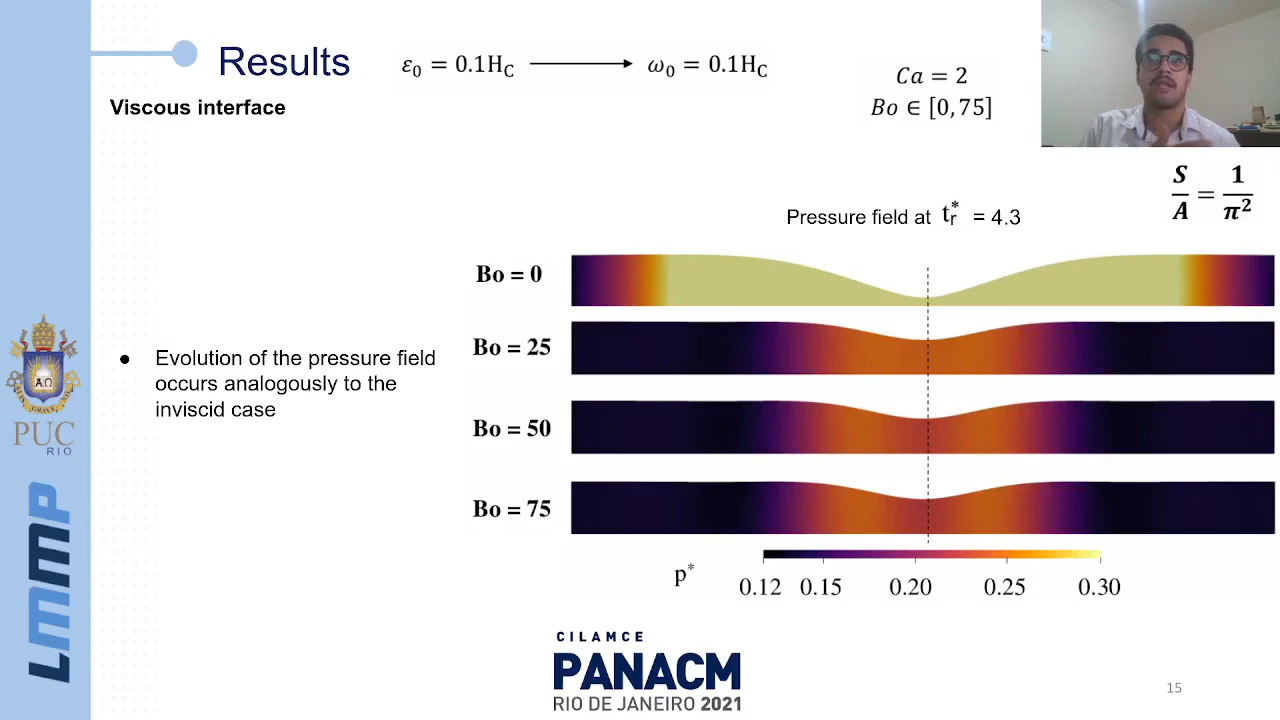 Results
ε₀ = 0.1H_C → ω₀ = 0.1H_C
Ca = 2
Bo ∈ [0, 75]
Viscous interface
S/A = 1/π²
Pressure field at t_r^* = 4.3
Bo = 0
Bo = 25
Bo = 50
Bo = 75
• Evolution of the pressure field
occurs analogously to the
inviscid case
p*
0.12 0.15 0.20 0.25 0.30
PUC
RIO
LMMP
CILAMCE
PANACM
RIO DE JANEIRO 2021
15